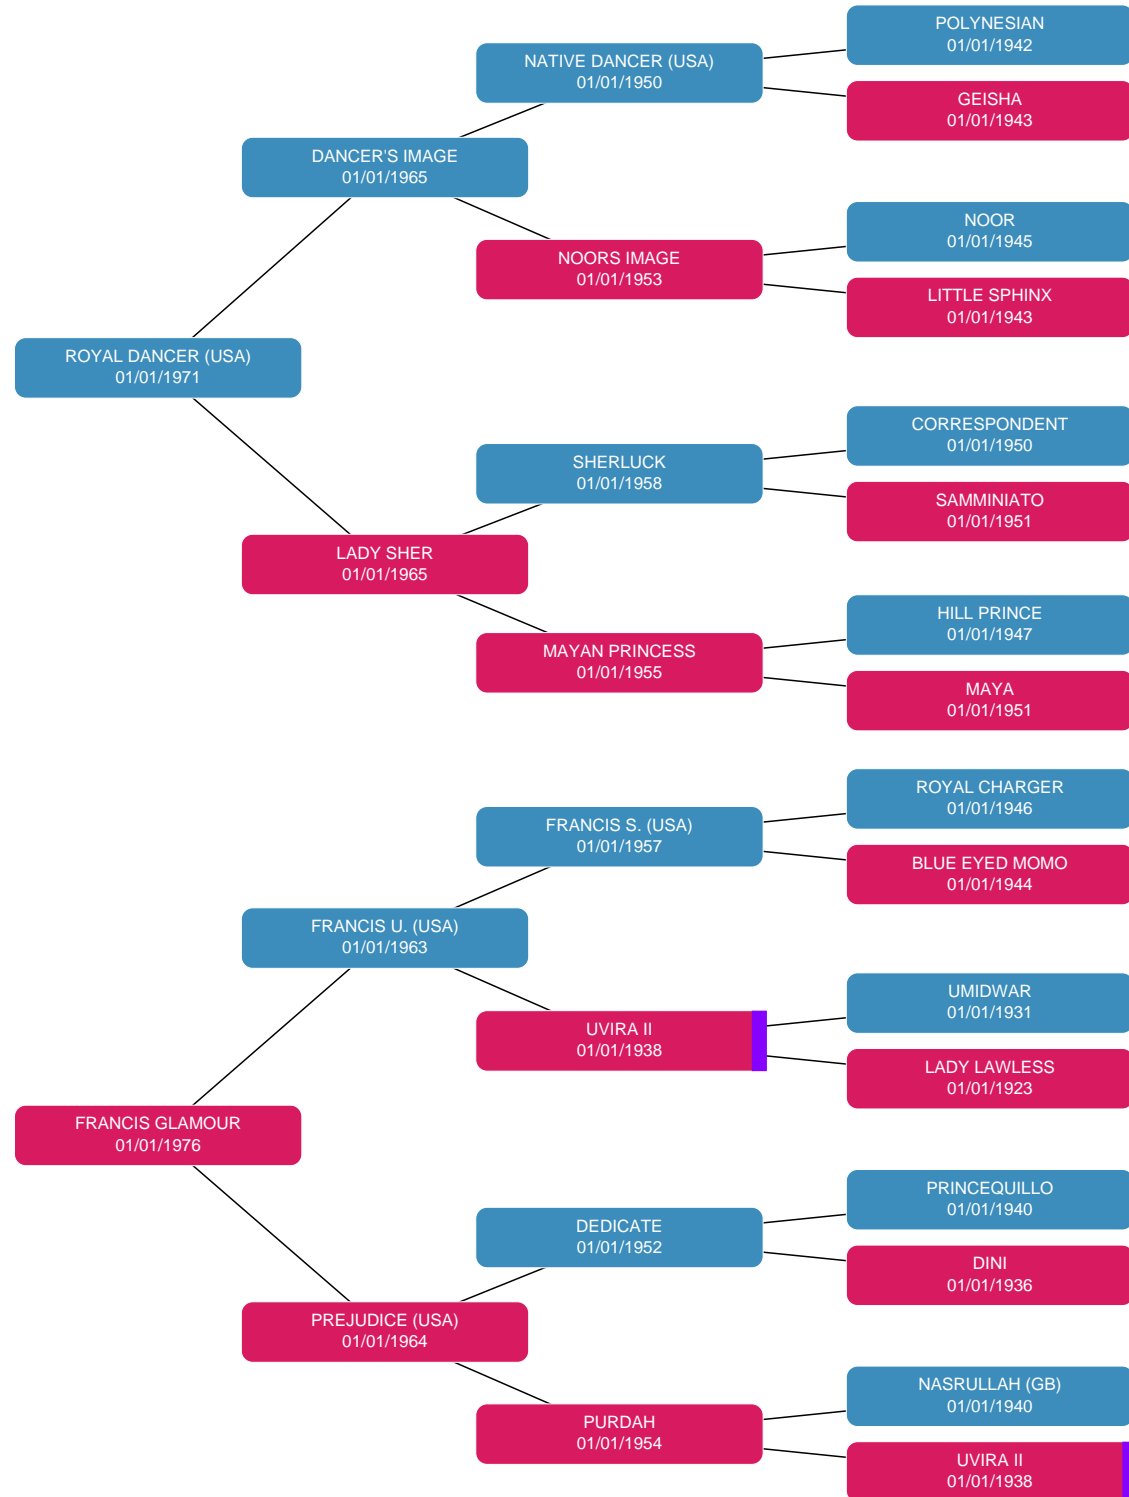 POLYNESIAN
01/01/1942
NATIVE DANCER (USA)
01/01/1950
GEISHA
01/01/1943
DANCER'S IMAGE
01/01/1965
NOOR
01/01/1945
NOORS IMAGE
01/01/1953
LITTLE SPHINX
01/01/1943
ROYAL DANCER (USA)
01/01/1971
CORRESPONDENT
01/01/1950
SHERLUCK
01/01/1958
SAMMINIATO
01/01/1951
LADY SHER
01/01/1965
HILL PRINCE
01/01/1947
MAYAN PRINCESS
01/01/1955
MAYA
01/01/1951
ROYAL CHARGER
01/01/1946
FRANCIS S. (USA)
01/01/1957
BLUE EYED MOMO
01/01/1944
FRANCIS U. (USA)
01/01/1963
UMIDWAR
01/01/1931
UVIRA II
01/01/1938
LADY LAWLESS
01/01/1923
FRANCIS GLAMOUR
01/01/1976
PRINCEQUILLO
01/01/1940
DEDICATE
01/01/1952
DINI
01/01/1936
PREJUDICE (USA)
01/01/1964
NASRULLAH (GB)
01/01/1940
PURDAH
01/01/1954
UVIRA II
01/01/1938